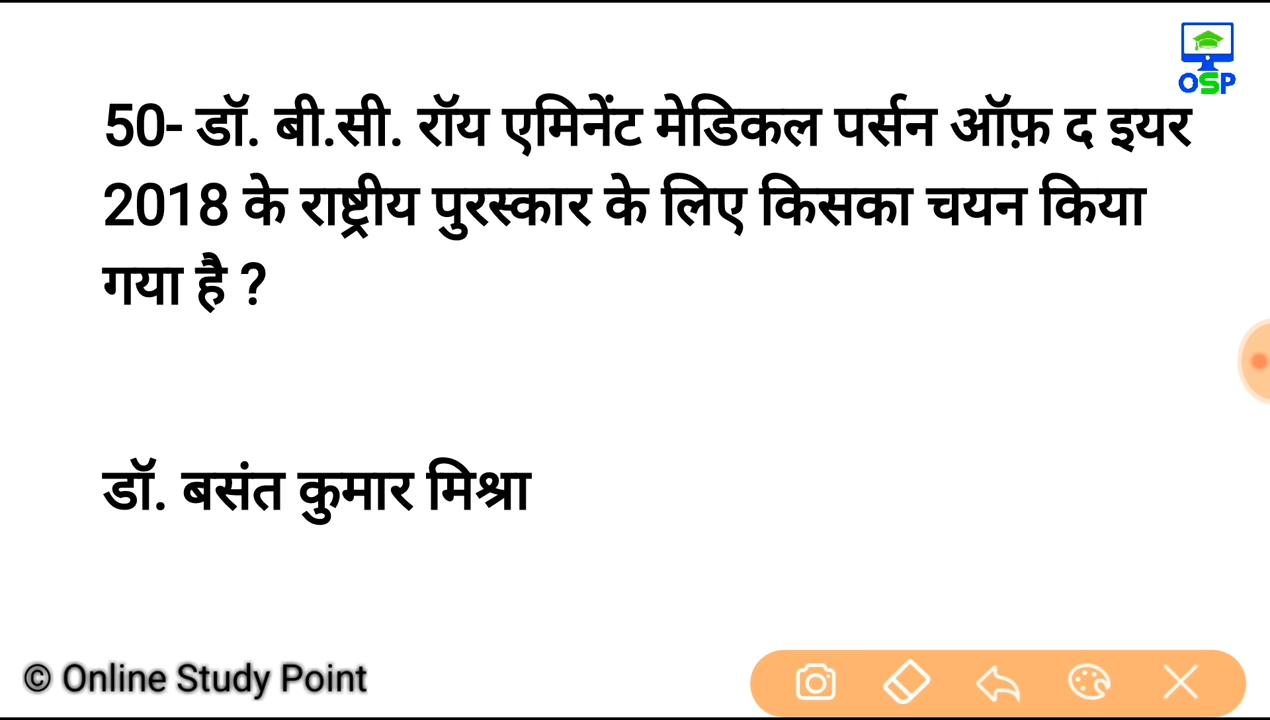 OSP
50- डॉ. बी.सी. रॉय एमिनेंट मेडिकल पर्सन ऑफ़ द इयर
2018 के राष्ट्रीय पुरस्कार के लिए किसका चयन किया
गया है ?
डॉ. बसंत कुमार मिश्रा
© Online Study Point